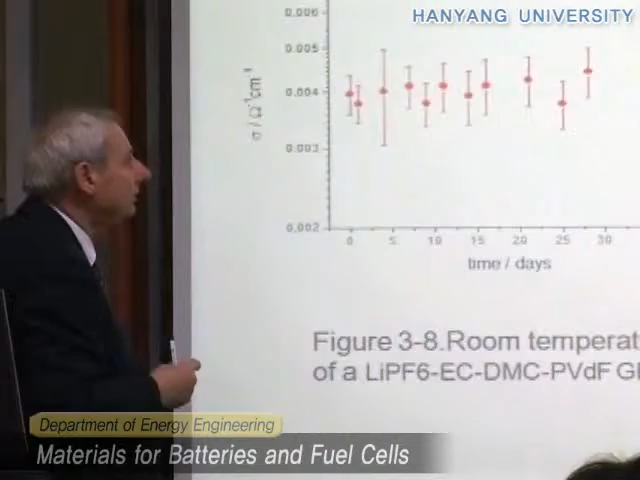 HANYANG UNIVERSITY
0.006
0.005
0.004
0.003
0.002
σ / Ω⁻¹cm⁻¹
0 5 10 15 20 25 30
time / days
Figure 3-8.Room temperat
of a LiPF6-EC-DMC-PVdF G
Department of Energy Engineering
Materials for Batteries and Fuel Cells